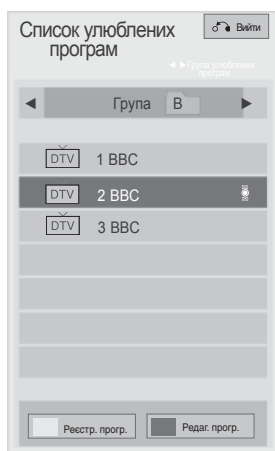 Список улюблених
програм
Вийти
◄ ►Група улюблених
програм
◄ Група B ►
DTV 1 BBC
DTV 2 BBC
DTV 3 BBC
Реєстр. прогр. Редаг. прогр.